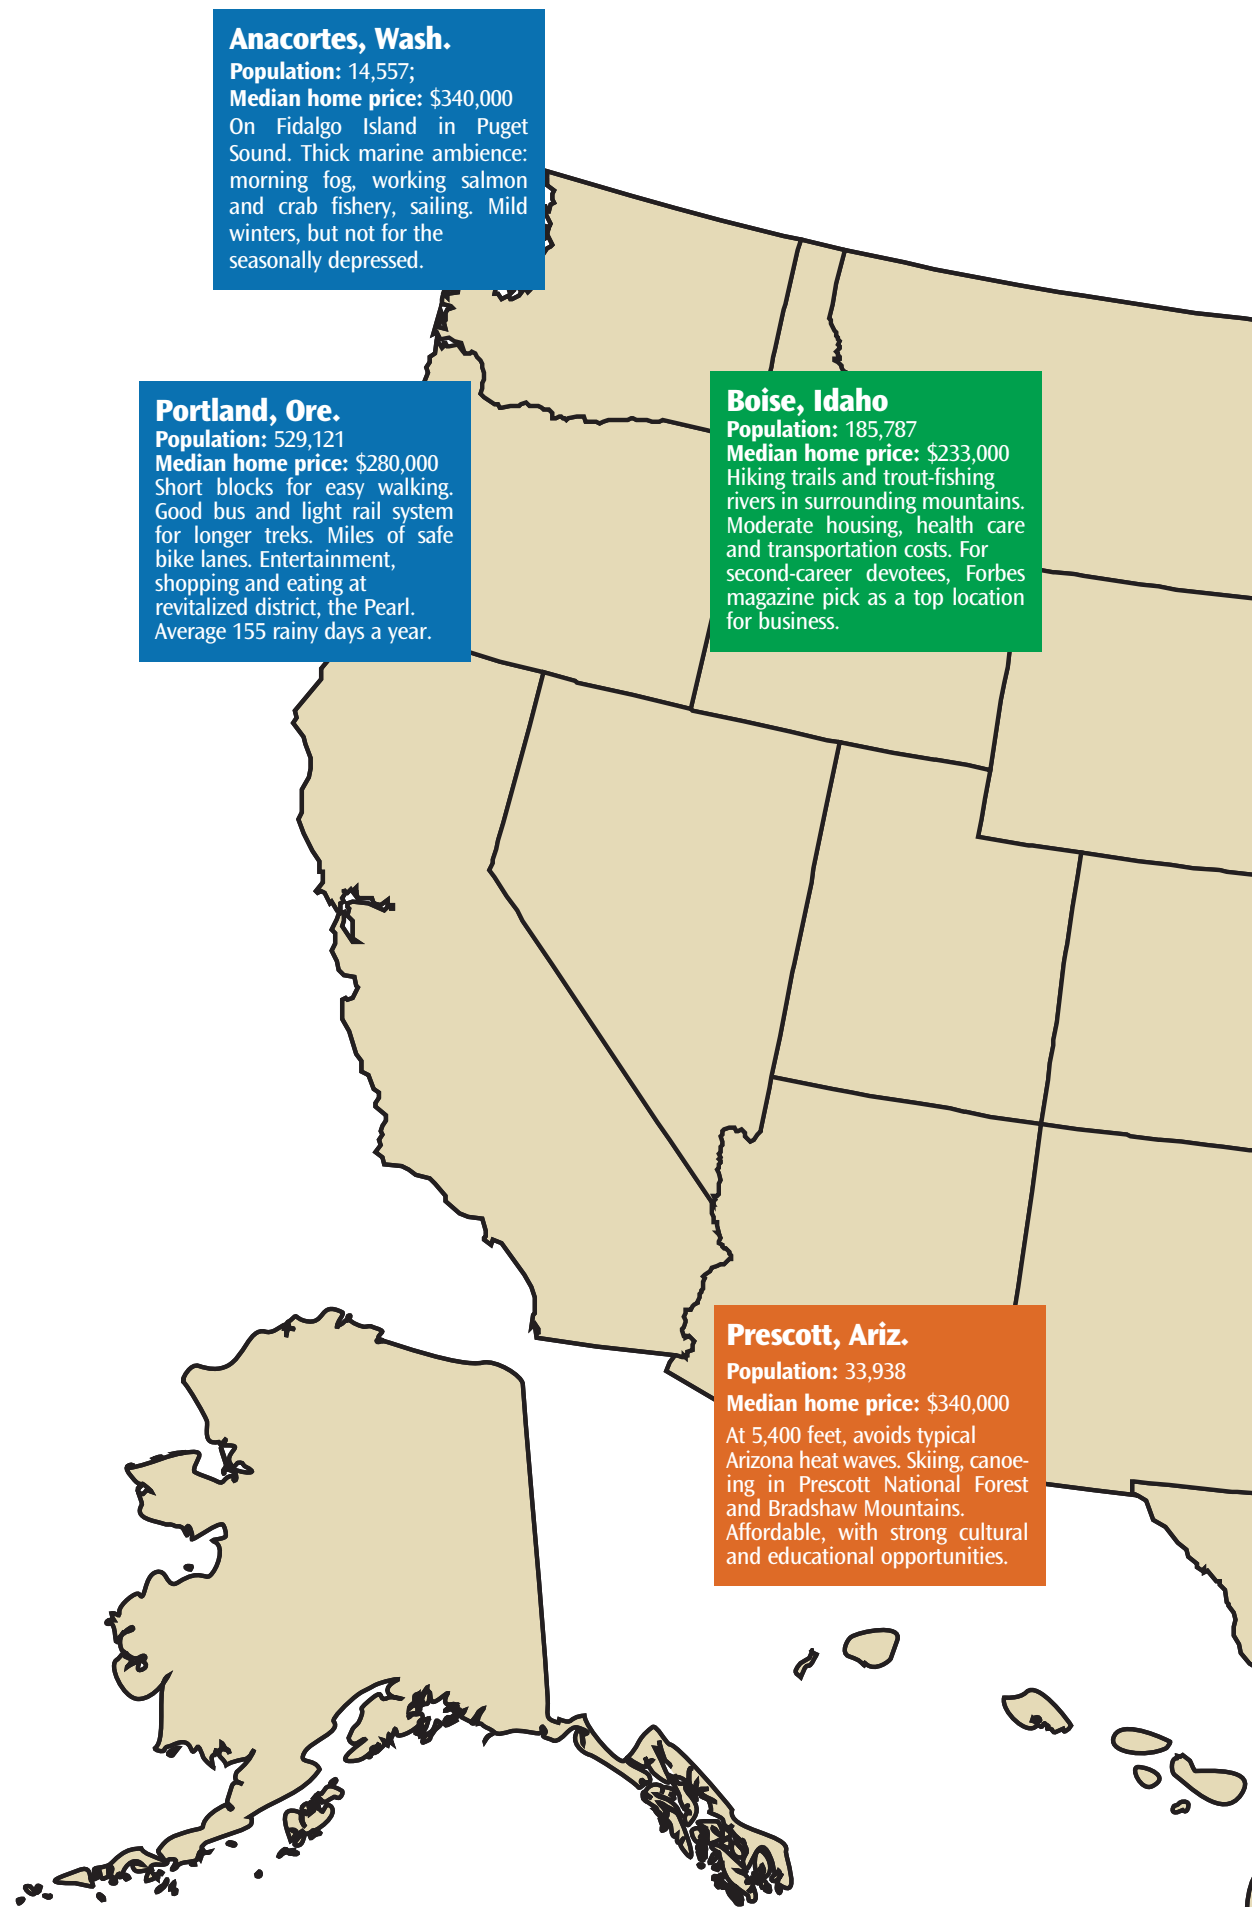 Anacortes, Wash.
Population: 14,557;
Median home price: $340,000
On Fidalgo Island in Puget
Sound. Thick marine ambience:
morning fog, working salmon
and crab fishery, sailing. Mild
winters, but not for the
seasonally depressed.
Portland, Ore.
Population: 529,121
Median home price: $280,000
Short blocks for easy walking.
Good bus and light rail system
for longer treks. Miles of safe
bike lanes. Entertainment,
shopping and eating at
revitalized district, the Pearl.
Average 155 rainy days a year.
Boise, Idaho
Population: 185,787
Median home price: $233,000
Hiking trails and trout-fishing
rivers in surrounding mountains.
Moderate housing, health care
and transportation costs. For
second-career devotees, Forbes
magazine pick as a top location
for business.
Prescott, Ariz.
Population: 33,938
Median home price: $340,000
At 5,400 feet, avoids typical
Arizona heat waves. Skiing, canoe-
ing in Prescott National Forest
and Bradshaw Mountains.
Affordable, with strong cultural
and educational opportunities.